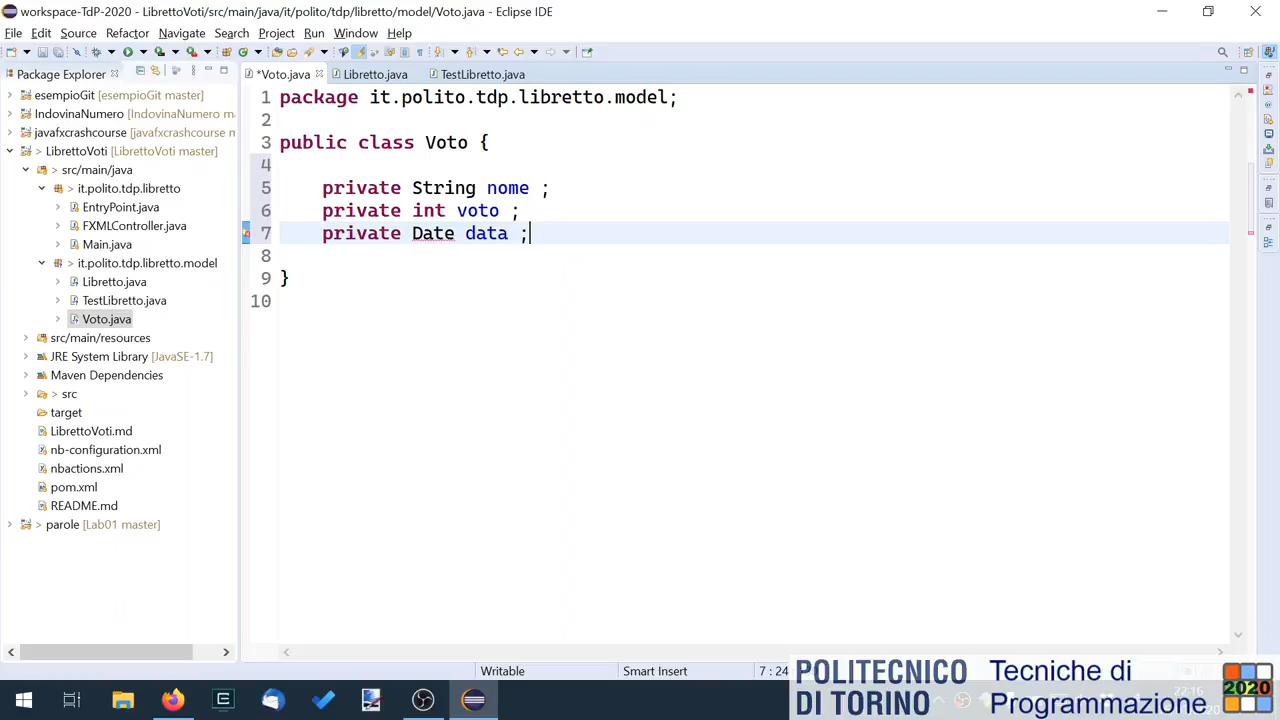 workspace-TdP-2020 - LibrettoVoti/src/main/java/it/polito/tdp/libretto/model/Voto.java - Eclipse IDE
File Edit Source Refactor Navigate Search Project Run Window Help
Package Explorer
*Voto.java Libretto.java TestLibretto.java
esempioGit [esempioGit master]
IndovinaNumero [IndovinaNumero m
javafxcrashcourse [javafxcrashcourse m
> LibrettoVoti [LibrettoVoti master]
> src/main/java
> it.polito.tdp.libretto
EntryPoint.java
FXMLController.java
Main.java
> it.polito.tdp.libretto.model
Libretto.java
TestLibretto.java
Voto.java
src/main/resources
JRE System Library [JavaSE-1.7]
Maven Dependencies
> src
target
LibrettoVoti.md
nb-configuration.xml
nbactions.xml
pom.xml
README.md
> parole [Lab01 master]
1 package it.polito.tdp.libretto.model;
2
3 public class Voto {
4
5 private String nome ;
6 private int voto ;
7 private Date data ;
8
9 }
10
Writable Smart Insert 7 : 24
POLITECNICO
DI TORINO
Tecniche di
Programmazione
2020